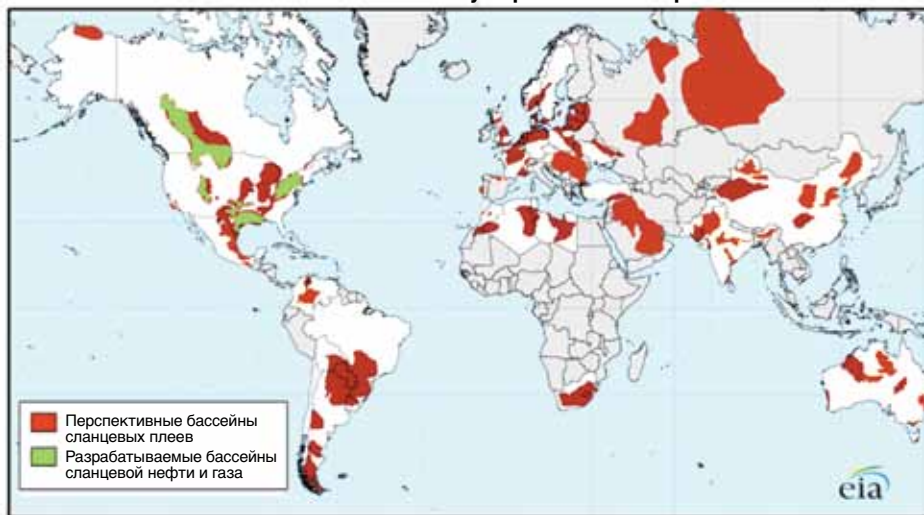 Перспективные бассейны
сланцевых плеев
Разрабатываемые бассейны
сланцевой нефти и газа
eia